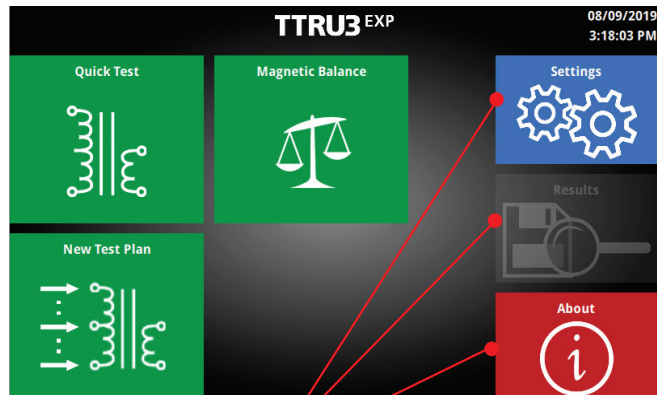 TTRU3 EXP
08/09/2019
3:18:03 PM
Quick Test
Magnetic Balance
Settings
Results
New Test Plan
About
i